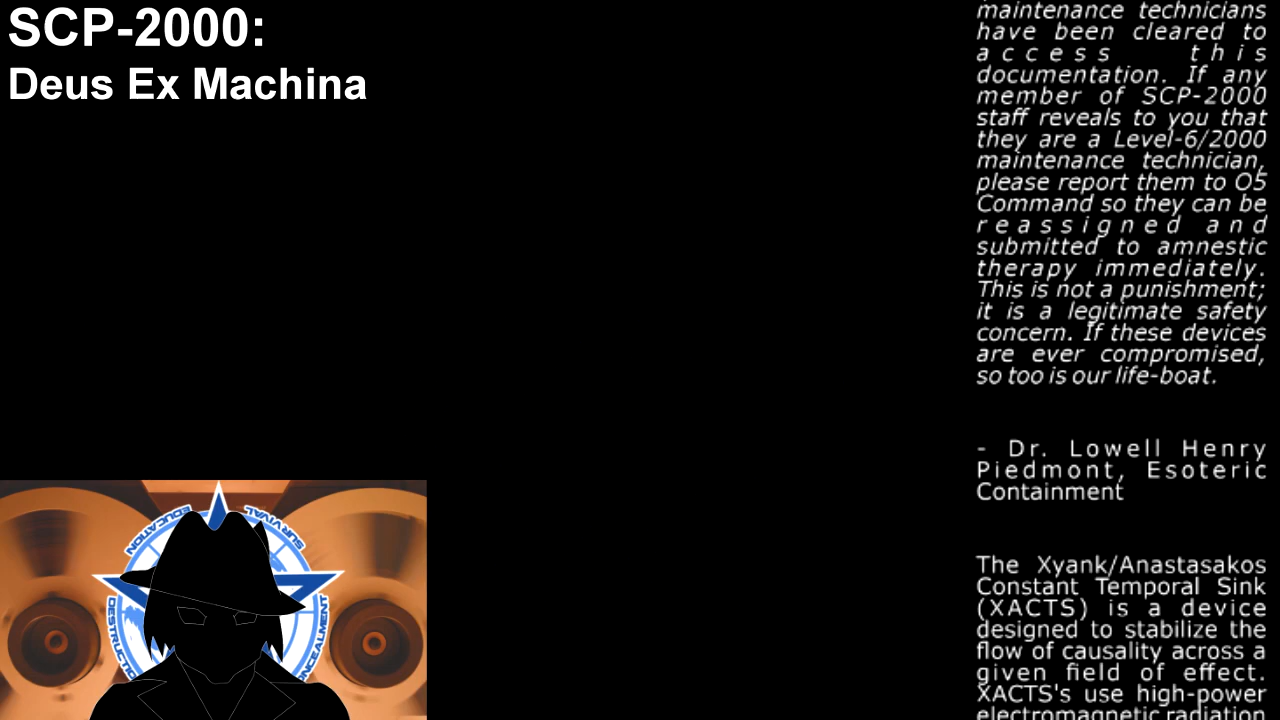 SCP-2000:
Deus Ex Machina
maintenance technicians
have been cleared to
access this
documentation. If any
member of SCP-2000
staff reveals to you that
they are a Level-6/2000
maintenance technician,
please report them to O5
Command so they can be
reassigned and
submitted to amnestic
therapy immediately.
This is not a punishment;
it is a legitimate safety
concern. If these devices
are ever compromised,
so too is our life-boat.
- Dr. Lowell Henry
Piedmont, Esoteric
Containment
The Xyank/Anastasakos
Constant Temporal Sink
(XACTS) is a device
designed to stabilize the
flow of causality across a
given field of effect.
XACTS's use high-power
electromagnetic radiation
EDUCATION
SURVIVAL